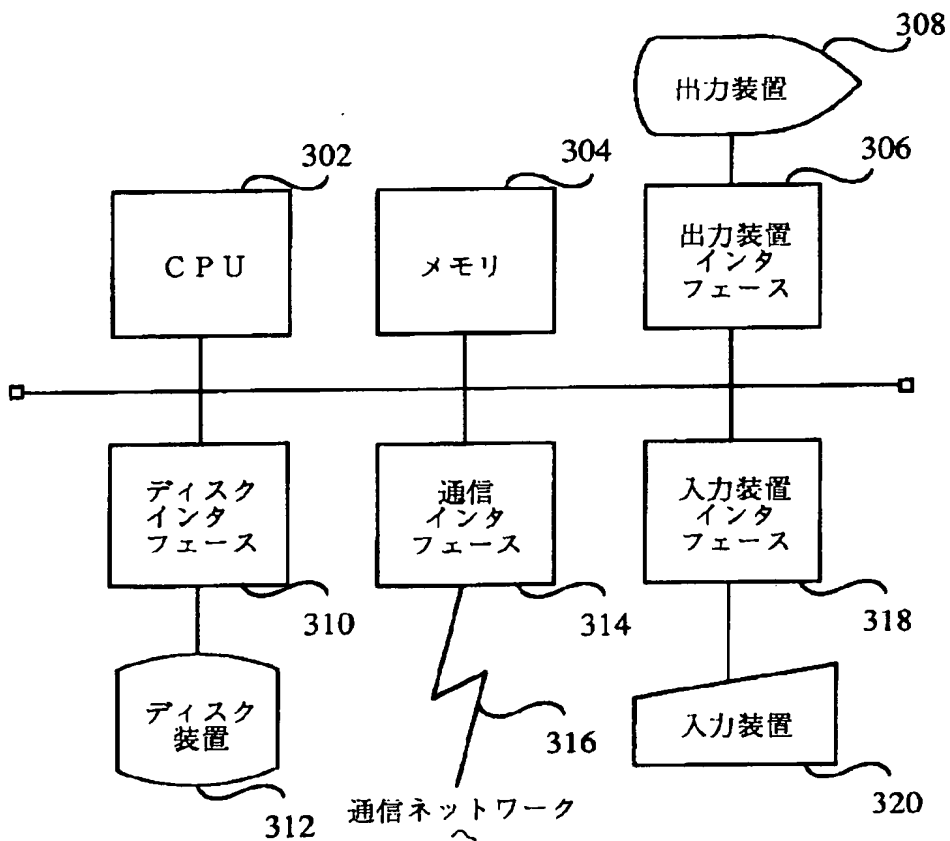 308
出力装置
302
304
306
ＣＰＵ
メモリ
出力装置
インタ
フェース
ディスク
インタ
フェース
通信
インタ
フェース
入力装置
インタ
フェース
310
314
318
ディスク
装置
316
入力装置
312
通信ネットワーク
へ
320